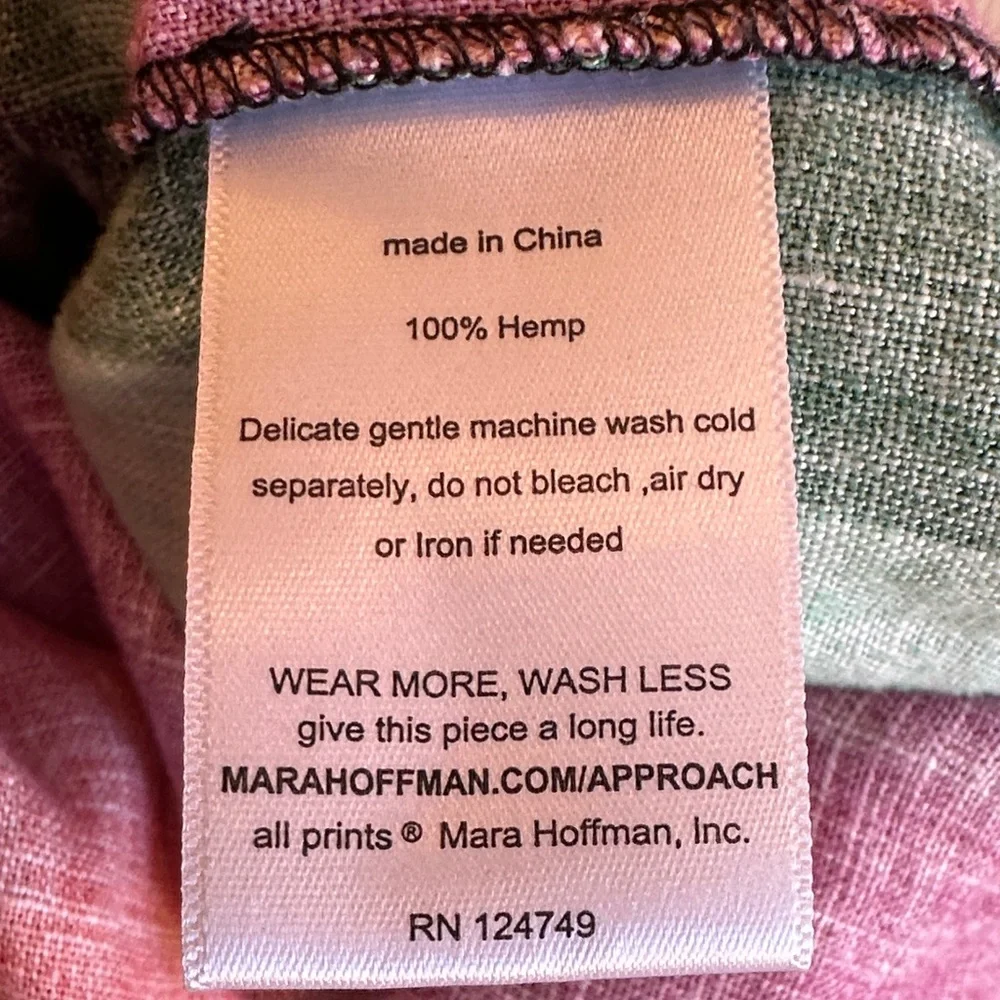 made in China
100% Hemp
Delicate gentle machine wash cold
separately, do not bleach ,air dry
or Iron if needed
WEAR MORE, WASH LESS
give this piece a long life.
MARAHOFFMAN.COM/APPROACH
all prints ® Mara Hoffman, Inc.
RN 124749